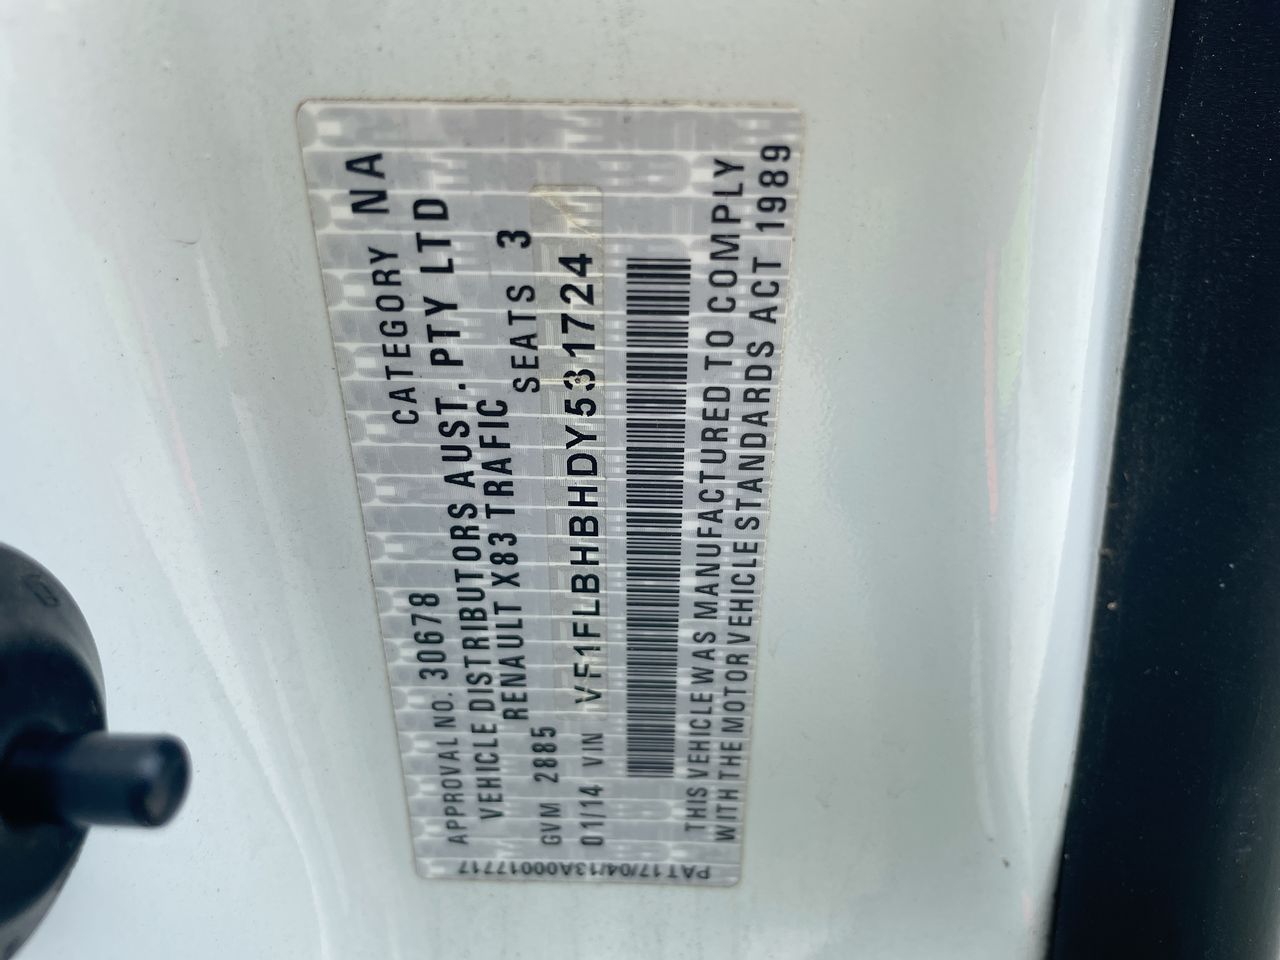 APPROVAL NO. 30678 CATEGORY NA
VEHICLE DISTRIBUTORS AUST. PTY LTD
RENAULT X83 TRAFIC
GVM 2885 SEATS 3
01/14 VIN VF1FLBHBHDY531724
THIS VEHICLE WAS MANUFACTURED TO COMPLY
WITH THE MOTOR VEHICLE STANDARDS ACT 1989
PAT17/04/13A00017717